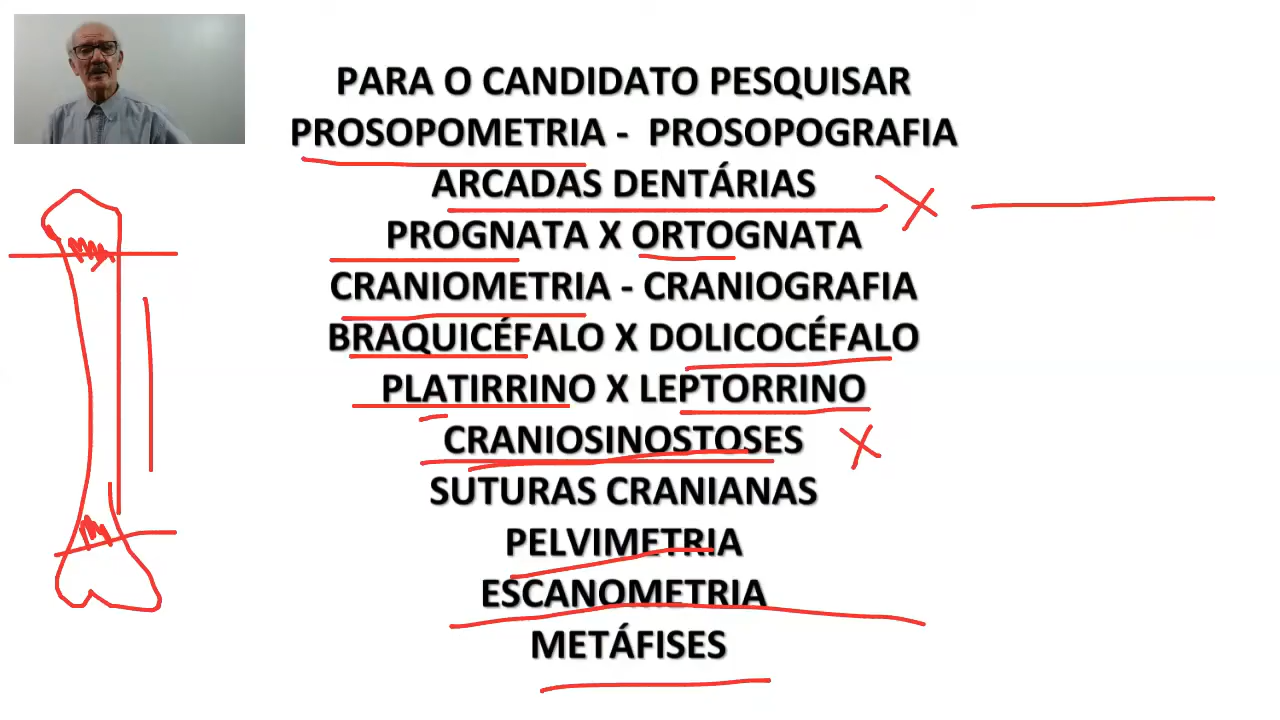 PARA O CANDIDATO PESQUISAR
PROSOPOMETRIA - PROSOPOGRAFIA
ARCADAS DENTÁRIAS
PROGNATA X ORTOGNATA
CRANIOMETRIA - CRANIOGRAFIA
BRAQUICÉFALO X DOLICOCÉFALO
PLATIRRINO X LEPTORRINO
CRANIOSINOSTOSES
SUTURAS CRANIANAS
PELVIMETRIA
ESCANOMETRIA
METÁFISES